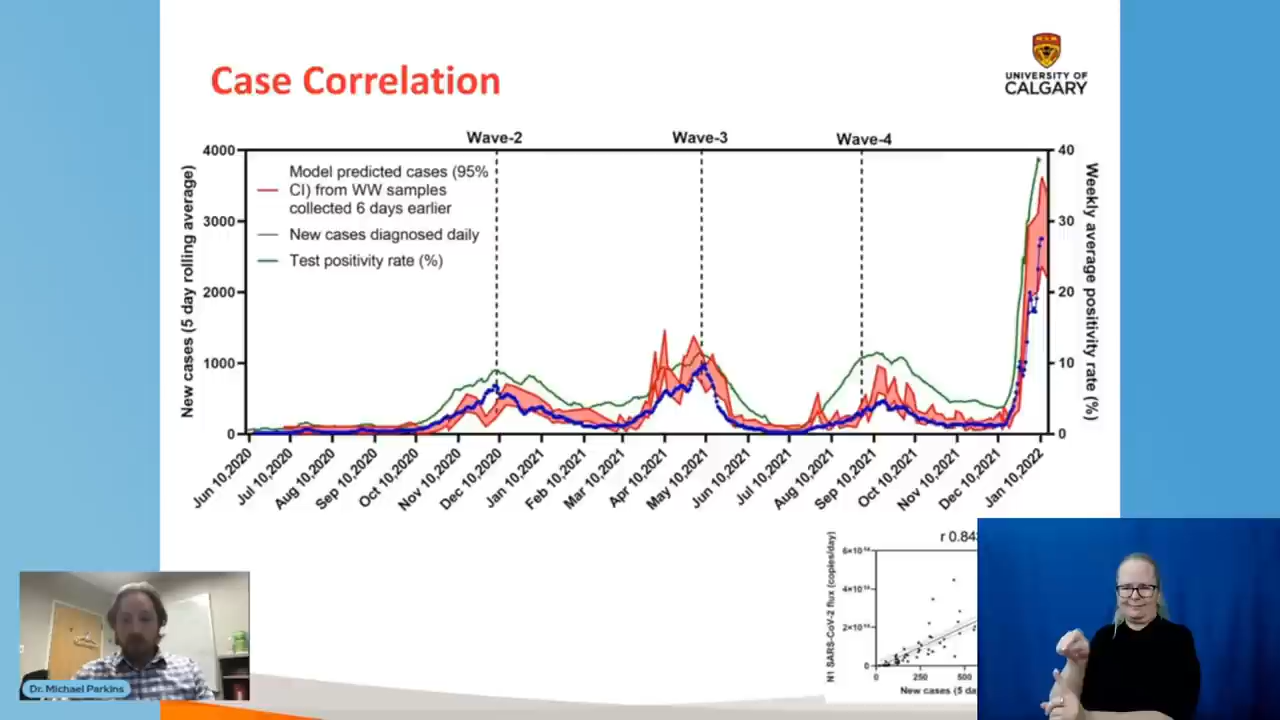 Case Correlation
UNIVERSITY OF
CALGARY
Wave-2
Wave-3
Wave-4
4000
3000
2000
1000
0
New cases (5 day rolling average)
Model predicted cases (95%
CI) from WW samples
collected 6 days earlier
New cases diagnosed daily
Test positivity rate (%)
40
30
20
10
0
Weekly average positivity rate (%)
Jun 10,2020
Jul 10,2020
Aug 10,2020
Sep 10,2020
Oct 10,2020
Nov 10,2020
Dec 10,2020
Jan 10,2021
Feb 10,2021
Mar 10,2021
Apr 10,2021
May 10,2021
Jun 10,2021
Jul 10,2021
Aug 10,2021
Sep 10,2021
Oct 10,2021
Nov 10,2021
Dec 10,2021
Jan 10,2022
N1 SARS-CoV-2 flux (copies/day)
0
0
250
500
New cases (5 da
Dr. Michael Parkins